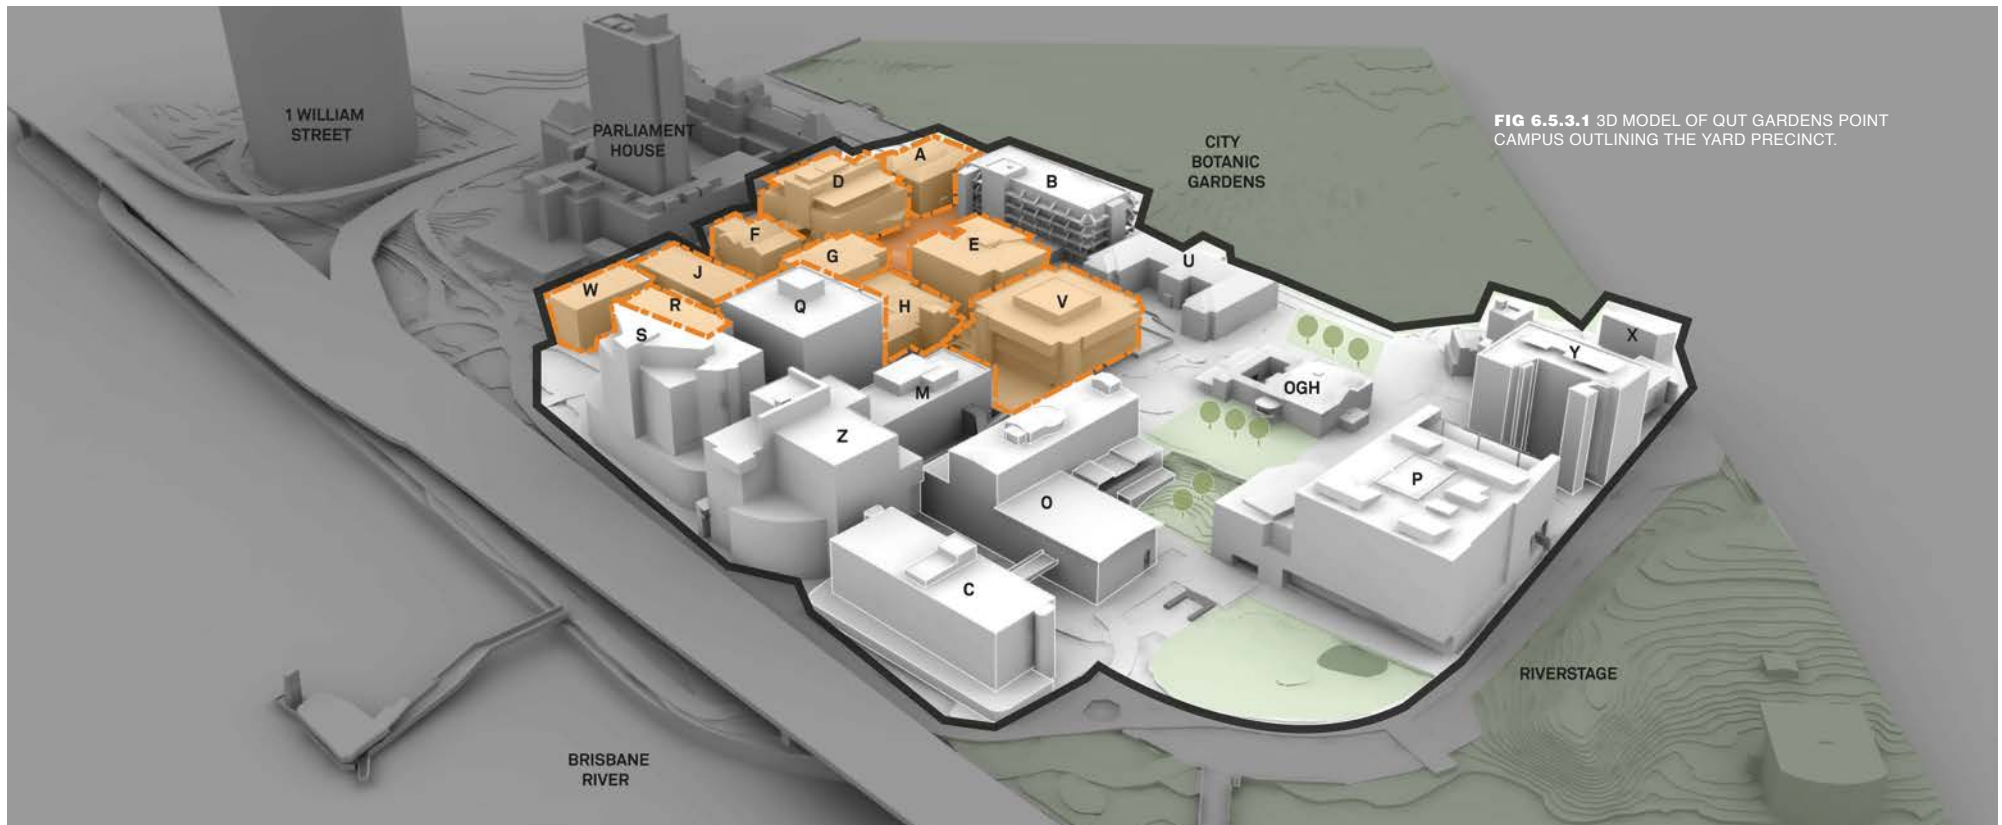 1 WILLIAM
STREET
PARLIAMENT
HOUSE
CITY
BOTANIC
GARDENS
FIG 6.5.3.1 3D MODEL OF QUT GARDENS POINT
CAMPUS OUTLINING THE YARD PRECINCT.
A
D
B
F
E
G
U
J
W
R
Q
H
V
S
X
Y
M
OGH
Z
P
O
C
RIVERSTAGE
BRISBANE
RIVER